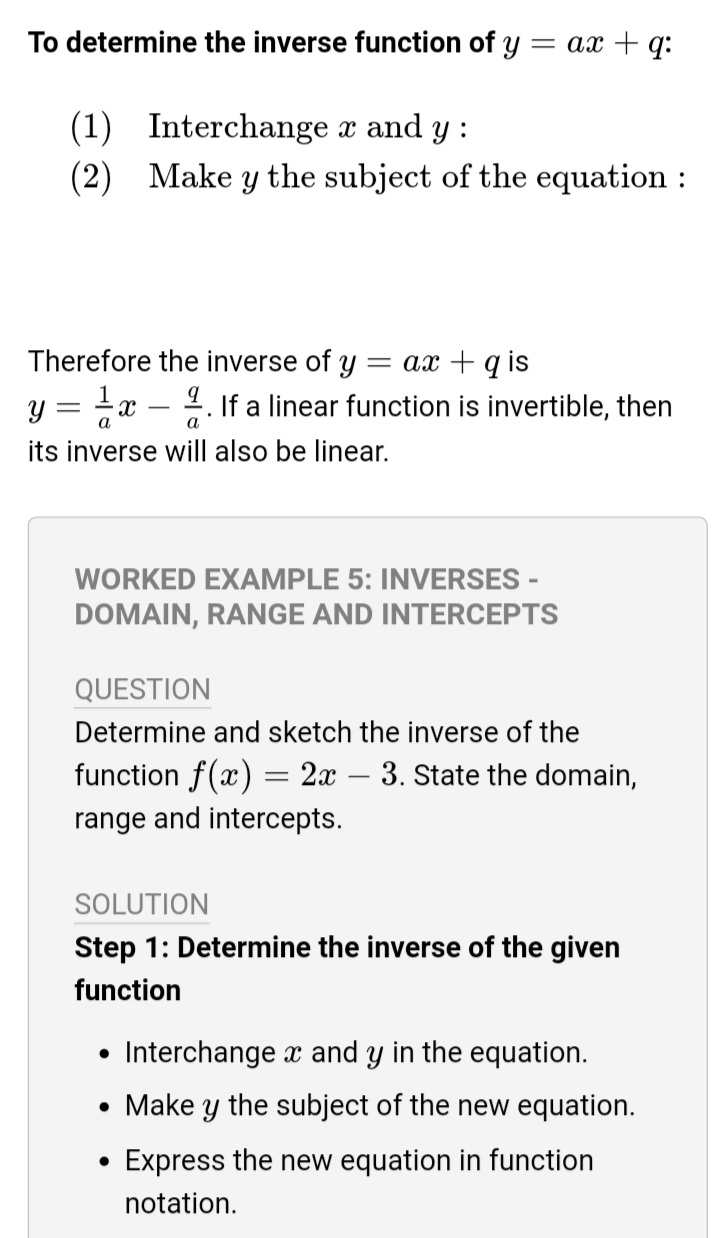 To determine the inverse function of y = ax + q:
(1) Interchange x and y :
(2) Make y the subject of the equation :
Therefore the inverse of y = ax + q is
y = \frac{1}{a}x − \frac{q}{a}. If a linear function is invertible, then
its inverse will also be linear.
WORKED EXAMPLE 5: INVERSES -
DOMAIN, RANGE AND INTERCEPTS
QUESTION
Determine and sketch the inverse of the
function f(x) = 2x − 3. State the domain,
range and intercepts.
SOLUTION
Step 1: Determine the inverse of the given
function
• Interchange x and y in the equation.
• Make y the subject of the new equation.
• Express the new equation in function
notation.